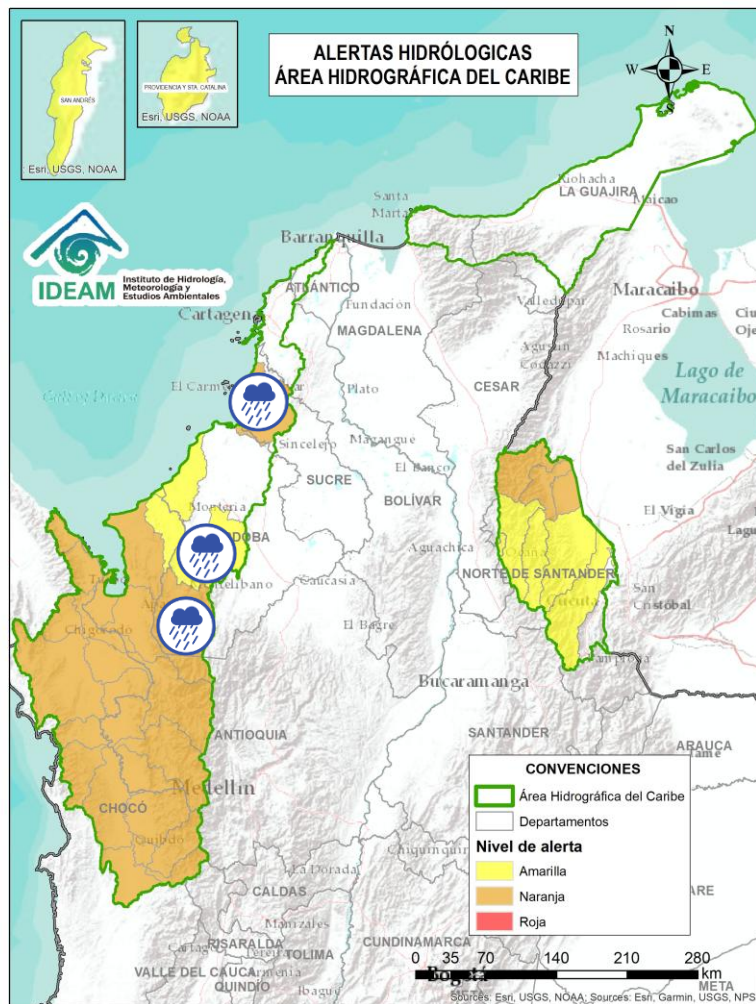 ALERTAS HIDRÓLOGICAS
ÁREA HIDROGRÁFICA DEL CARIBE
N
W
E
S
SAN ANDRÉS
Esri, USGS, NOAA
PROVIDENCIA Y STA. CATALINA
Esri, USGS, NOAA
IDEAM
Instituto de Hidrología,
Meteorología y
Estudios Ambientales
Riohacha
LA GUAJIRA
Maicao
Santa
Marta
Barranquilla
ATLÁNTICO
Cartagena
Fundación
MAGDALENA
Valledupar
Maracaibo
Cabimas
Rosario
Machiques
Agustín
Codazzi
CESAR
Lago de
Maracaibo
El Carmen
Plato
Sincelejo
Magangue
El Banco
SUCRE
BOLÍVAR
San Carlos
del Zulia
El Vigía
Montería
Aguachica
Ocaña
NORTE DE SANTANDER
Cúcuta
San
Cristóbal
Caucasia
El Bagre
Chigorodó
Pamplona
Bucaramanga
ANTIOQUIA
SANTANDER
ARAUCA
Medellín
CHOCÓ
Quibdó
La Dorada
CALDAS
Manizales
RISARALDA
TOLIMA
CUNDINAMARCA
VALLE DEL CAUCA
Armenia
QUINDÍO
Ibagué
Bogotá
META
CONVENCIONES
Área Hidrográfica del Caribe
Departamentos
Nivel de alerta
Amarilla
Naranja
Roja
0 35 70 140 210 280
km
Sources: Esri, USGS, NOAA; Sources: Esri, Garmin, USGS, NPS